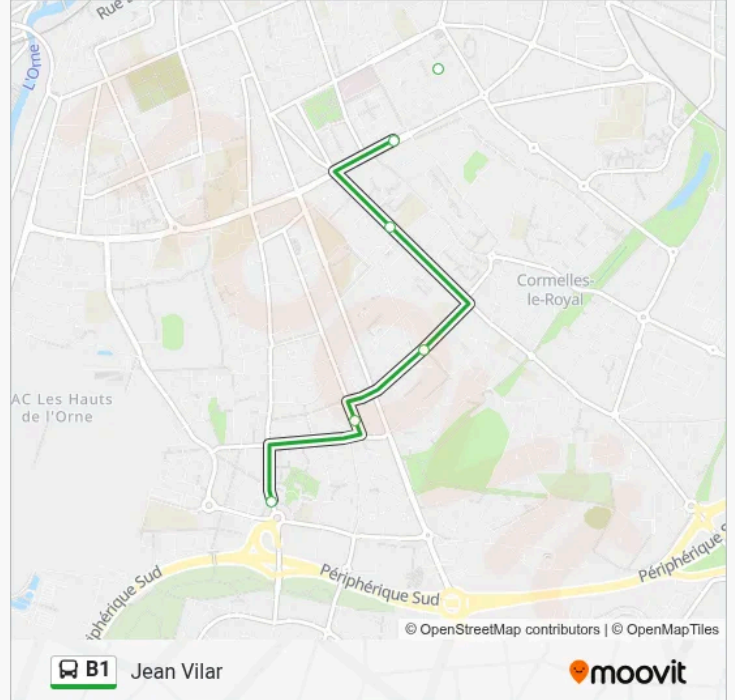 Rue
L'Orne
Cormelles-
le-Royal
AC Les Hauts
de l'Orne
Périphérique Sud
Périphérique S
iphérique Sud
© OpenStreetMap contributors | © OpenMapTiles
B1 Jean Vilar
moovit